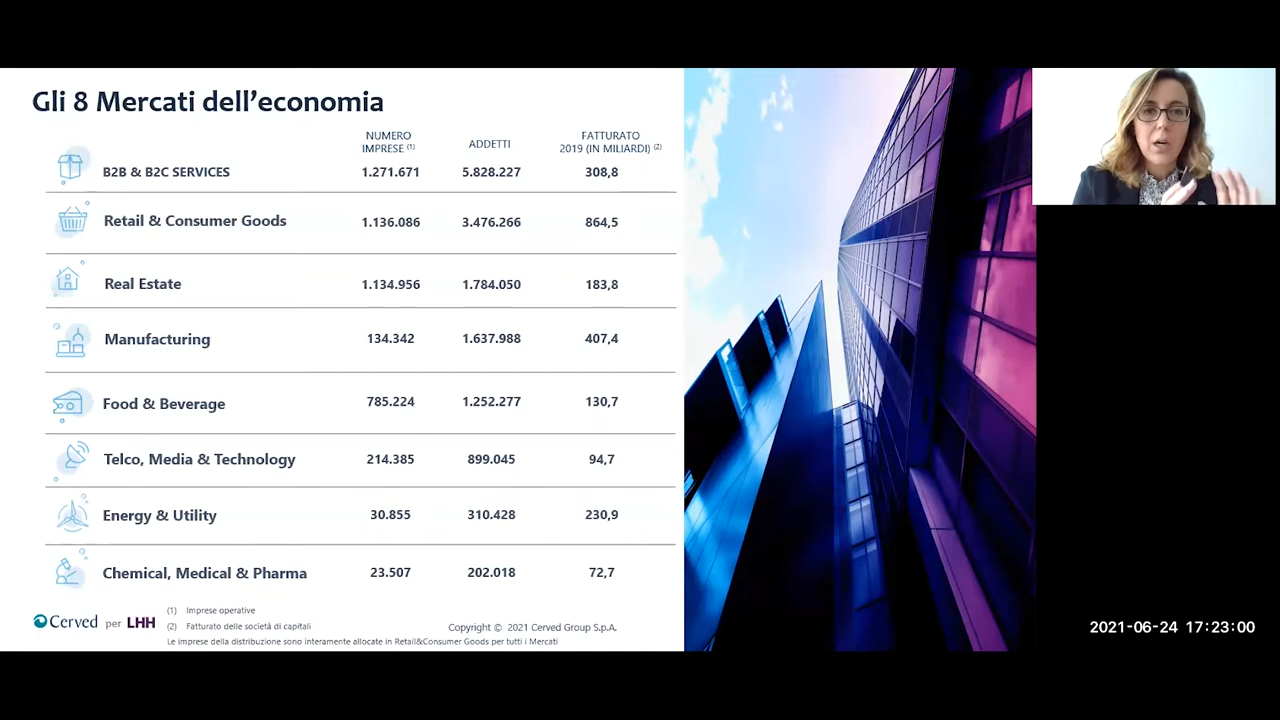 Gli 8 Mercati dell'economia
NUMERO IMPRESE (1) ADDETTI FATTURATO 2019 (IN MILIARDI) (2)
B2B & B2C SERVICES 1.271.671 5.828.227 308,8
Retail & Consumer Goods 1.136.086 3.476.266 864,5
Real Estate 1.134.956 1.784.050 183,8
Manufacturing 134.342 1.637.988 407,4
Food & Beverage 785.224 1.252.277 130,7
Telco, Media & Technology 214.385 899.045 94,7
Energy & Utility 30.855 310.428 230,9
Chemical, Medical & Pharma 23.507 202.018 72,7
Cerved per LHH
(1) Imprese operative
(2) Fatturato delle società di capitali
Le imprese della distribuzione sono interamente allocate in Retail&Consumer Goods per tutti i Mercati
Copyright © 2021 Cerved Group S.p.A.
2021-06-24 17:23:00